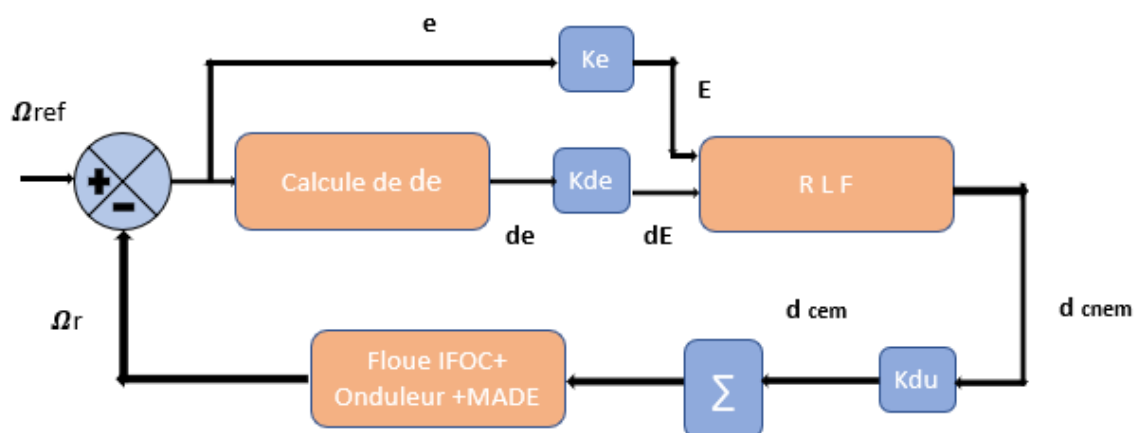 e
Ke
E
Ωref
+
-
Calcule de de
Kde
R L F
de
dE
d cem
d cnem
Ωr
Floue IFOC+
Onduleur +MADE
∑
Kdu